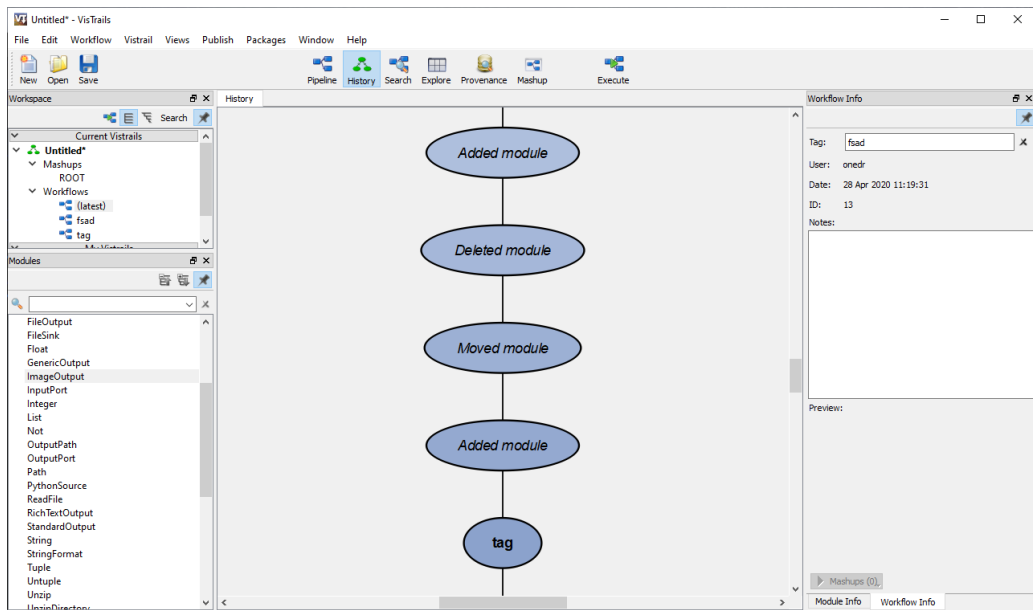 Untitled* - VisTrails
File Edit Workflow Vistrail Views Publish Packages Window Help
New Open Save Pipeline History Search Explore Provenance Mashup Execute
Workspace
Search
Current Vistrails
Untitled*
Mashups
ROOT
Workflows
(latest)
fsad
tag
My Vistrails
Modules
FileOutput
FileSink
Float
GenericOutput
ImageOutput
InputPort
Integer
List
Not
OutputPath
OutputPort
Path
PythonSource
ReadFile
RichTextOutput
StandardOutput
String
StringFormat
Tuple
Untuple
Unzip
UnzipDirectory
History
Added module
Deleted module
Moved module
Added module
tag
Workflow Info
Tag: fsad
User: onedr
Date: 28 Apr 2020 11:19:31
ID: 13
Notes:
Preview:
Mashups (0)
Module Info Workflow Info